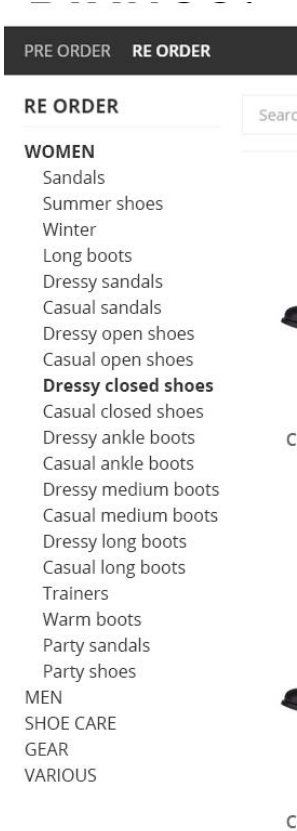 PRE ORDER RE ORDER
RE ORDER
Searc
WOMEN
Sandals
Summer shoes
Winter
Long boots
Dressy sandals
Casual sandals
Dressy open shoes
Casual open shoes
Dressy closed shoes
Casual closed shoes
C
Dressy ankle boots
Casual ankle boots
Dressy medium boots
Casual medium boots
Dressy long boots
Casual long boots
Trainers
Warm boots
Party sandals
Party shoes
MEN
SHOE CARE
GEAR
VARIOUS
C